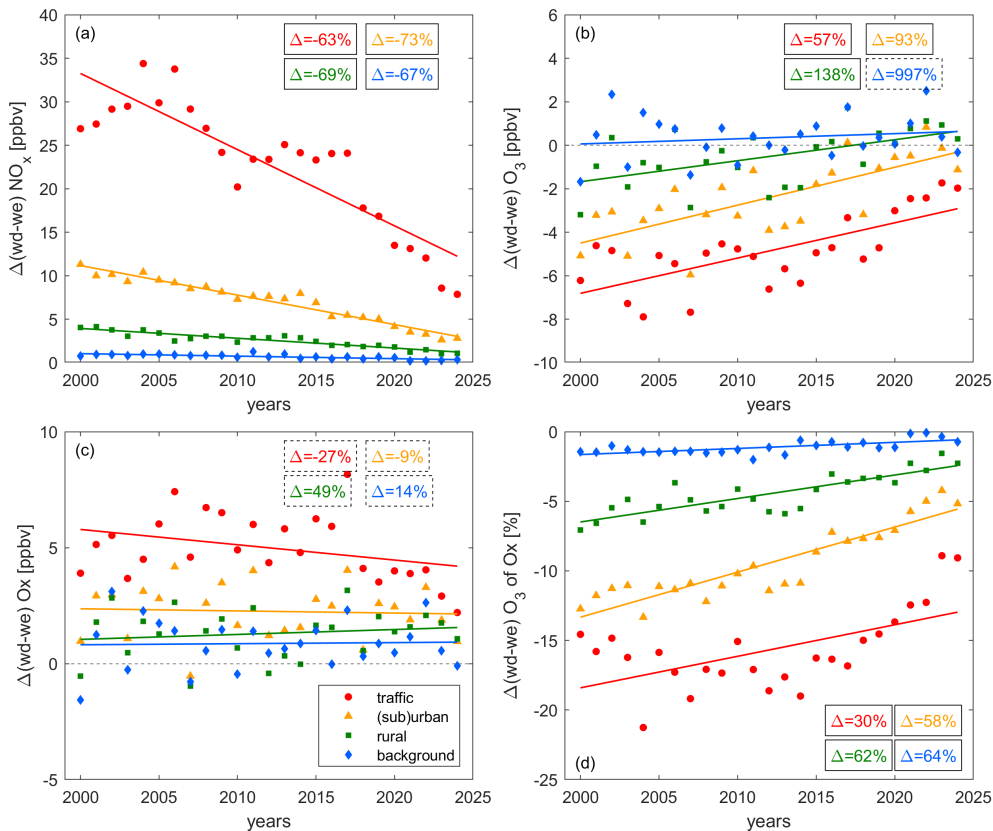 (a)
Δ=-63%
Δ=-73%
Δ=-69%
Δ=-67%
Δ(wd-we) NOx [ppbv]
40
35
30
25
20
15
10
5
0
2000 2005 2010 2015 2020 2025
years
(b)
Δ=57%
Δ=93%
Δ=138%
Δ=997%
Δ(wd-we) O3 [ppbv]
6
4
2
0
-2
-4
-6
-8
-10
2000 2005 2010 2015 2020 2025
years
(c)
Δ=-27%
Δ=-9%
Δ=49%
Δ=14%
Δ(wd-we) Ox [ppbv]
10
5
0
-5
traffic
(sub)urban
rural
background
2000 2005 2010 2015 2020 2025
years
Δ(wd-we) O3 of Ox [%]
0
-5
-10
-15
-20
-25
Δ=30%
Δ=58%
Δ=62%
Δ=64%
(d)
2000 2005 2010 2015 2020 2025
years